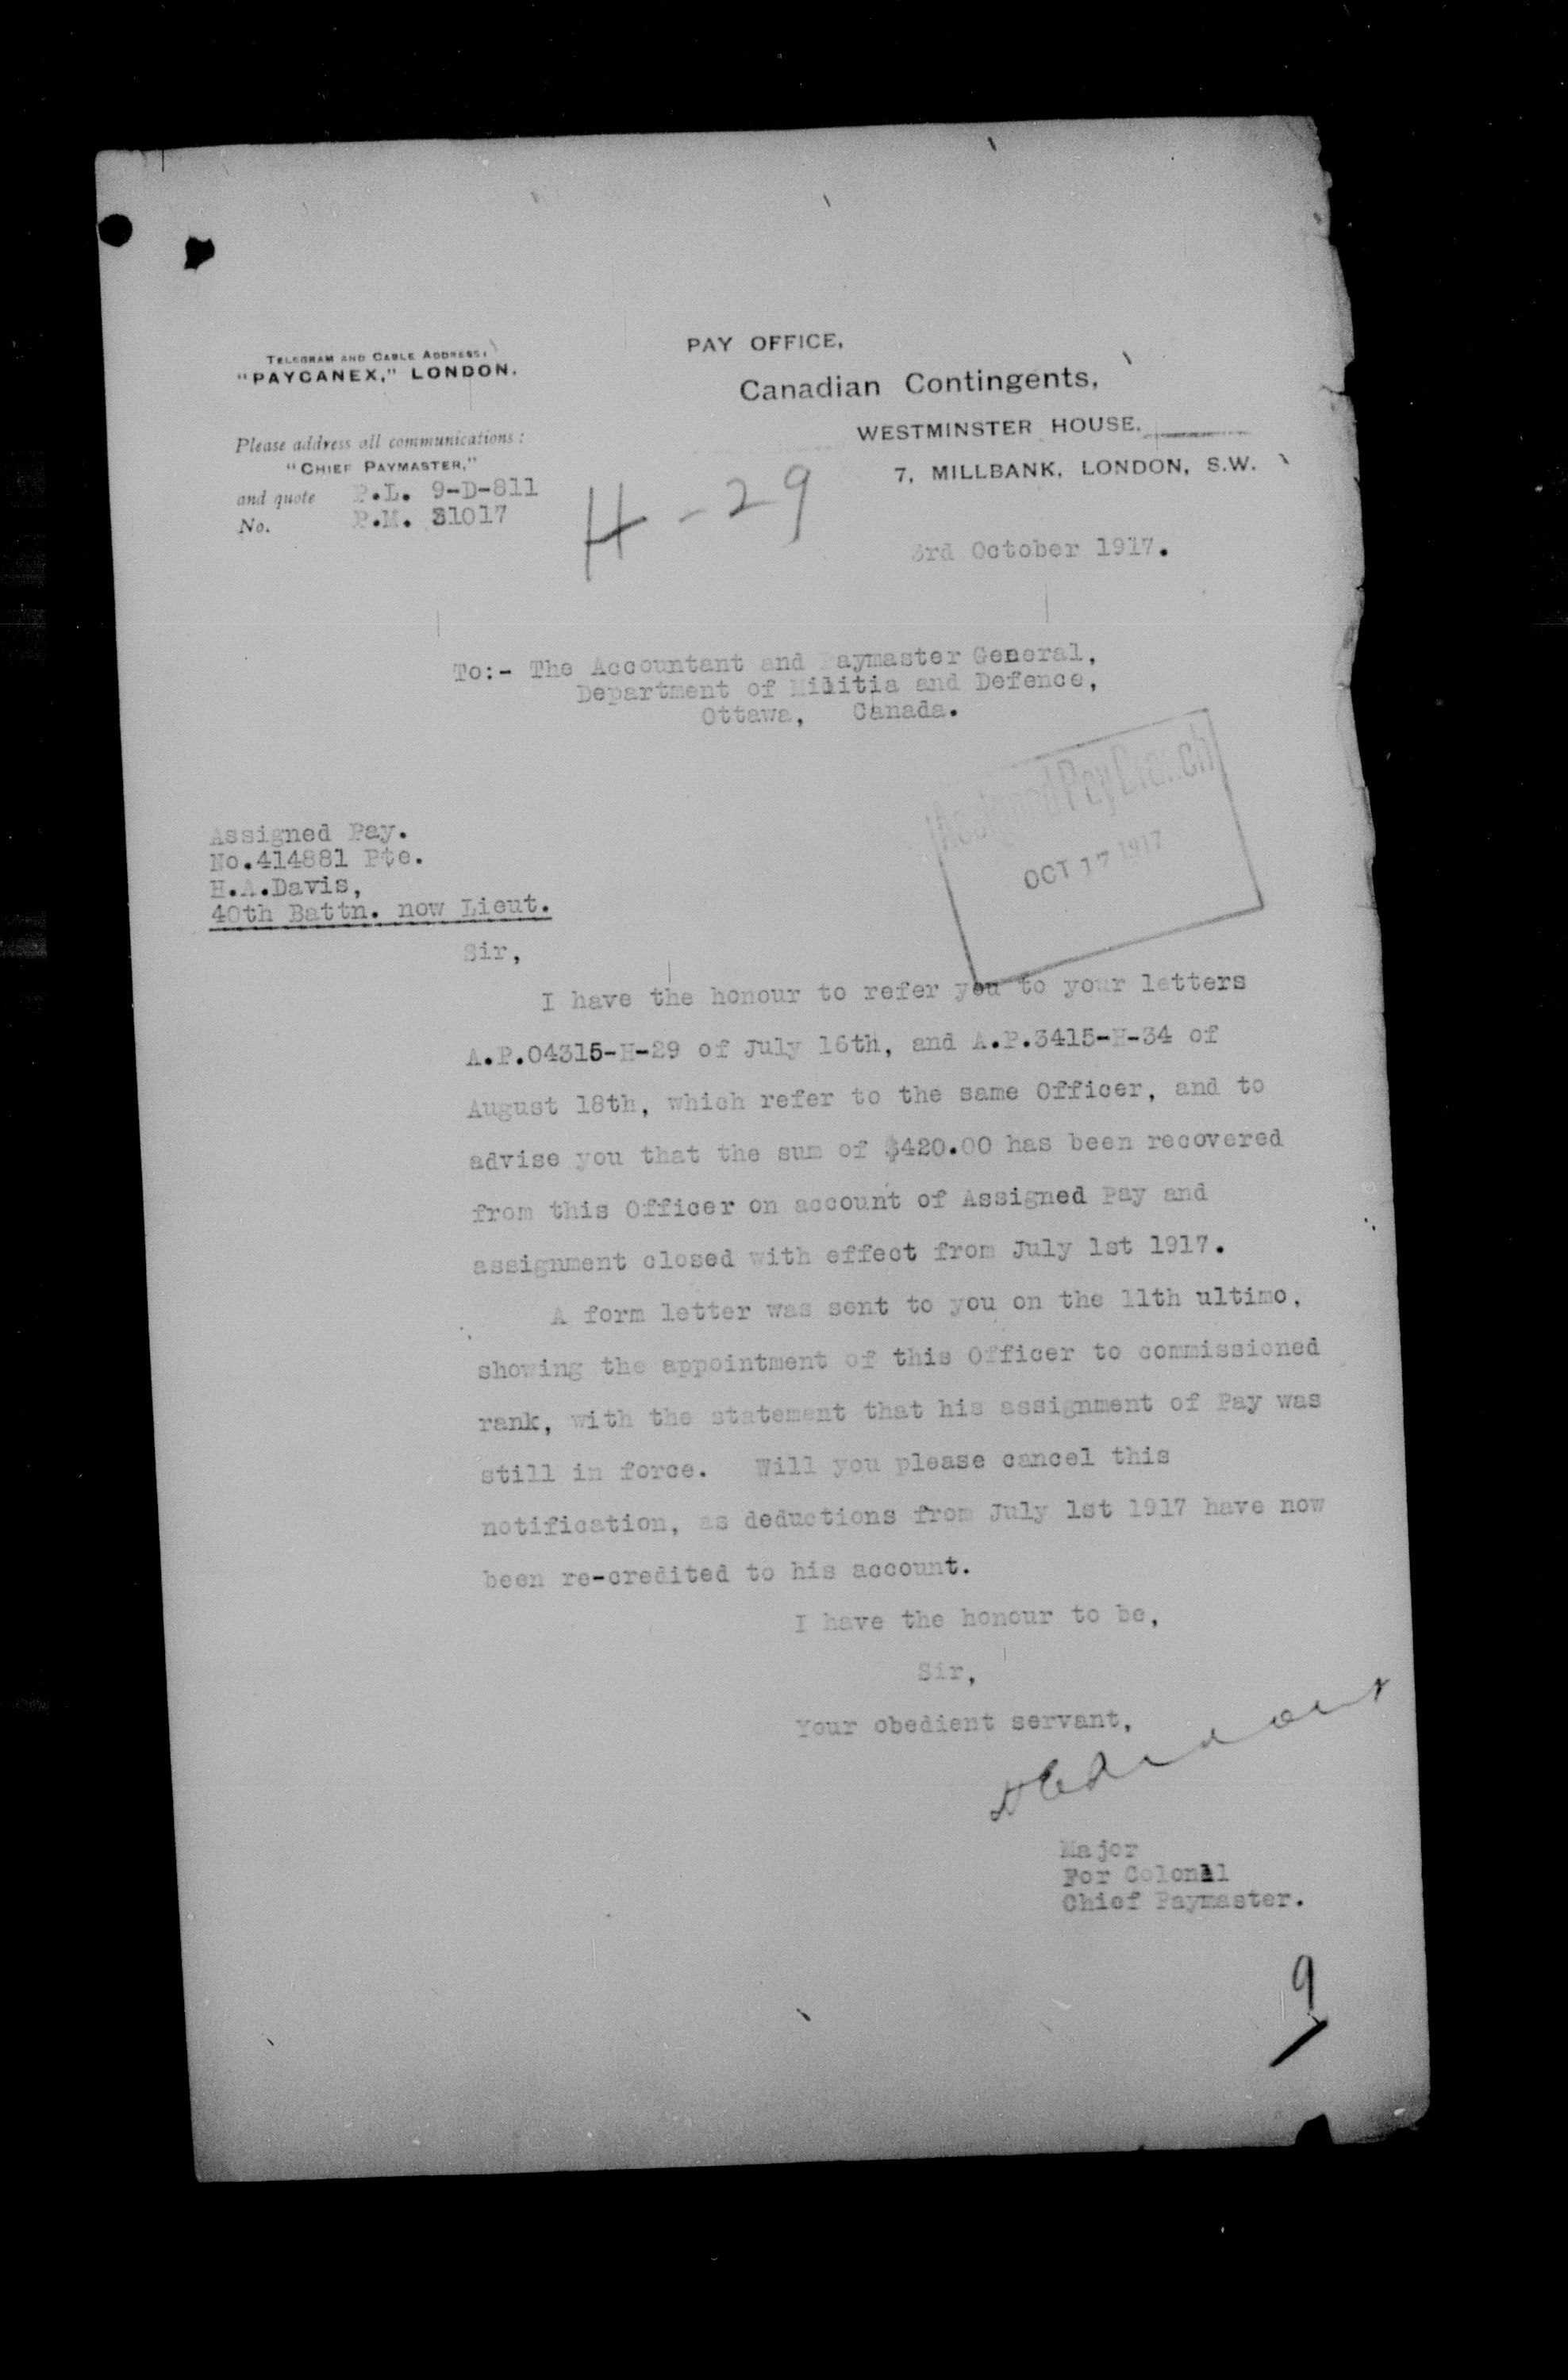 TELEGRAM AND CABLE ADDRESS,
"PAYCANEX," LONDON.
Please address all communications:
"CHIEF PAYMASTER,"
and quote P.L. 9-D-811
No. P.M. 31017
PAY OFFICE,
Canadian Contingents,
WESTMINSTER HOUSE,
7, MILLBANK, LONDON, S.W.
H-29
3rd October 1917.
To:- The Accountant and Paymaster General,
Department of Militia and Defence,
Ottawa, Canada.
Assigned Pay Branch
OCT 17 1917
Assigned Pay.
No.414881 Pte.
H.A.Davis,
40th Battn. now Lieut.
Sir,
I have the honour to refer you to your letters
A.P.04315-H-29 of July 16th, and A.P.3415-H-34 of
August 18th, which refer to the same Officer, and to
advise you that the sum of $420.00 has been recovered
from this Officer on account of Assigned Pay and
assignment closed with effect from July 1st 1917.
A form letter was sent to you on the 11th ultimo,
showing the appointment of this Officer to commissioned
rank, with the statement that his assignment of Pay was
still in force. Will you please cancel this
notification, as deductions from July 1st 1917 have now
been re-credited to his account.
I have the honour to be,
Sir,
Your obedient servant,
Major
For Colonel
Chief Paymaster.
9